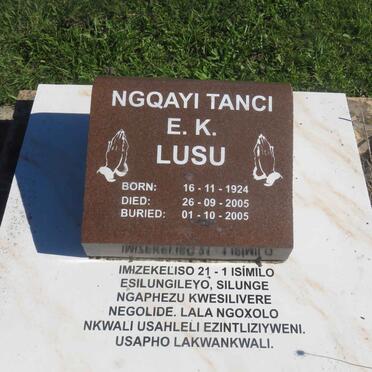 NGQAYI TANCI
E. K.
LUSU
BORN: 16 - 11 - 1924
DIED: 26 - 09 - 2005
BURIED: 01 - 10 - 2005
IMIZEKELISO 21 - 1 ISIMILO
ESILUNGILEYO, SILUNGE
NGAPHEZU KWESILIVERE
NEGOLIDE. LALA NGOXOLO
NKWALI USAHLELI EZINTLIZIYWENI.
USAPHO LAKWANKWALI.